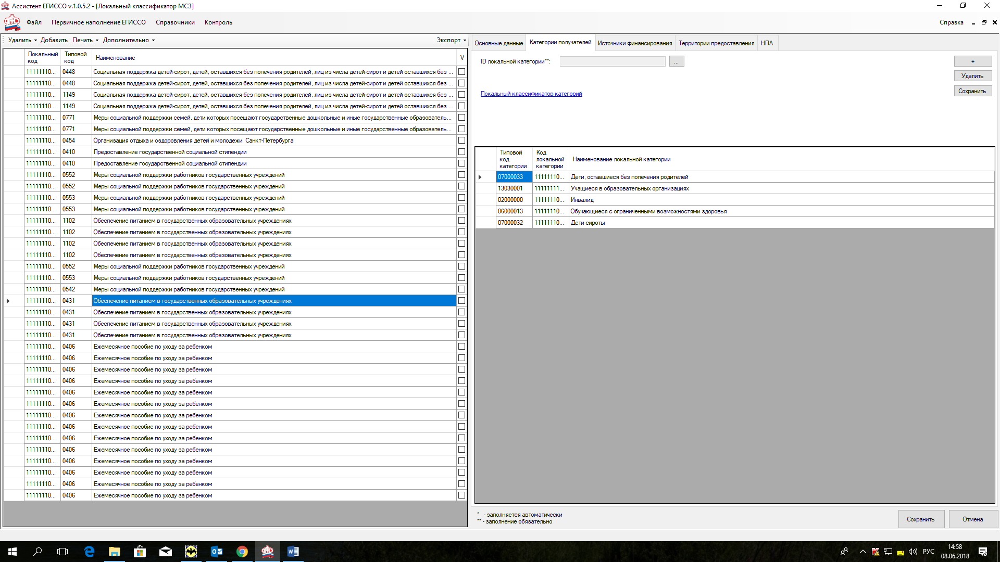 Ассистент ЕГИССО v.1.0.5.2 - [Локальный классификатор МСЗ]
Файл Первичное наполнение ЕГИССО Справочники Контроль Справка
Удалить Добавить Печать Дополнительно Экспорт
Основные данные Категории получателей Источники финансирования Территории предоставления НПА
Локальный код Типовой код Наименование V
11111110... 0448 Социальная поддержка детей-сирот, детей, оставшихся без попечения родителей, лиц из числа детей-сирот и детей оставшихся без ...
11111110... 0448 Социальная поддержка детей-сирот, детей, оставшихся без попечения родителей, лиц из числа детей-сирот и детей оставшихся без ...
11111110... 1149 Социальная поддержка детей-сирот, детей, оставшихся без попечения родителей, лиц из числа детей-сирот и детей оставшихся без ...
11111110... 1149 Социальная поддержка детей-сирот, детей, оставшихся без попечения родителей, лиц из числа детей-сирот и детей оставшихся без ...
11111110... 0771 Меры социальной поддержки семей, дети которых посещают государственные дошкольные и иные государственные образователь...
11111110... 0771 Меры социальной поддержки семей, дети которых посещают государственные дошкольные и иные государственные образователь...
11111110... 0454 Организация отдыха и оздоровления детей и молодежи Санкт-Петербурга
11111110... 0410 Предоставление государственной социальной стипендии
11111110... 0410 Предоставление государственной социальной стипендии
11111110... 0552 Меры социальной поддержки работников государственных учреждений
11111110... 0552 Меры социальной поддержки работников государственных учреждений
11111110... 0553 Меры социальной поддержки работников государственных учреждений
11111110... 0553 Меры социальной поддержки работников государственных учреждений
11111110... 1102 Обеспечение питанием в государственных образовательных учреждениях
11111110... 1102 Обеспечение питанием в государственных образовательных учреждениях
11111110... 1102 Обеспечение питанием в государственных образовательных учреждениях
11111110... 1102 Обеспечение питанием в государственных образовательных учреждениях
11111110... 0552 Меры социальной поддержки работников государственных учреждений
11111110... 0553 Меры социальной поддержки работников государственных учреждений
11111110... 0542 Меры социальной поддержки работников государственных учреждений
11111110... 0431 Обеспечение питанием в государственных образовательных учреждениях
11111110... 0431 Обеспечение питанием в государственных образовательных учреждениях
11111110... 0431 Обеспечение питанием в государственных образовательных учреждениях
11111110... 0431 Обеспечение питанием в государственных образовательных учреждениях
11111110... 0406 Ежемесячное пособие по уходу за ребенком
11111110... 0406 Ежемесячное пособие по уходу за ребенком
11111110... 0406 Ежемесячное пособие по уходу за ребенком
11111110... 0406 Ежемесячное пособие по уходу за ребенком
11111110... 0406 Ежемесячное пособие по уходу за ребенком
11111110... 0406 Ежемесячное пособие по уходу за ребенком
11111110... 0406 Ежемесячное пособие по уходу за ребенком
11111110... 0406 Ежемесячное пособие по уходу за ребенком
11111110... 0406 Ежемесячное пособие по уходу за ребенком
11111110... 0406 Ежемесячное пособие по уходу за ребенком
11111110... 0406 Ежемесячное пособие по уходу за ребенком
11111110... 0406 Ежемесячное пособие по уходу за ребенком
11111110... 0406 Ежемесячное пособие по уходу за ребенком
11111110... 0406 Ежемесячное пособие по уходу за ребенком
ID локальной категории**: ... +
Удалить
Сохранить
Локальный классификатор категорий
Типовой код категории Код локальной категории Наименование локальной категории
07000033 11111110... Дети, оставшиеся без попечения родителей
13030001 11111111... Учащиеся в образовательных организациях
02000000 11111110... Инвалид
06000013 11111110... Обучающиеся с ограниченными возможностями здоровья
07000032 11111110... Дети-сироты
* - заполняется автоматически
** - заполнение обязательно
Сохранить Отмена
РУС 14:58
08.06.2018